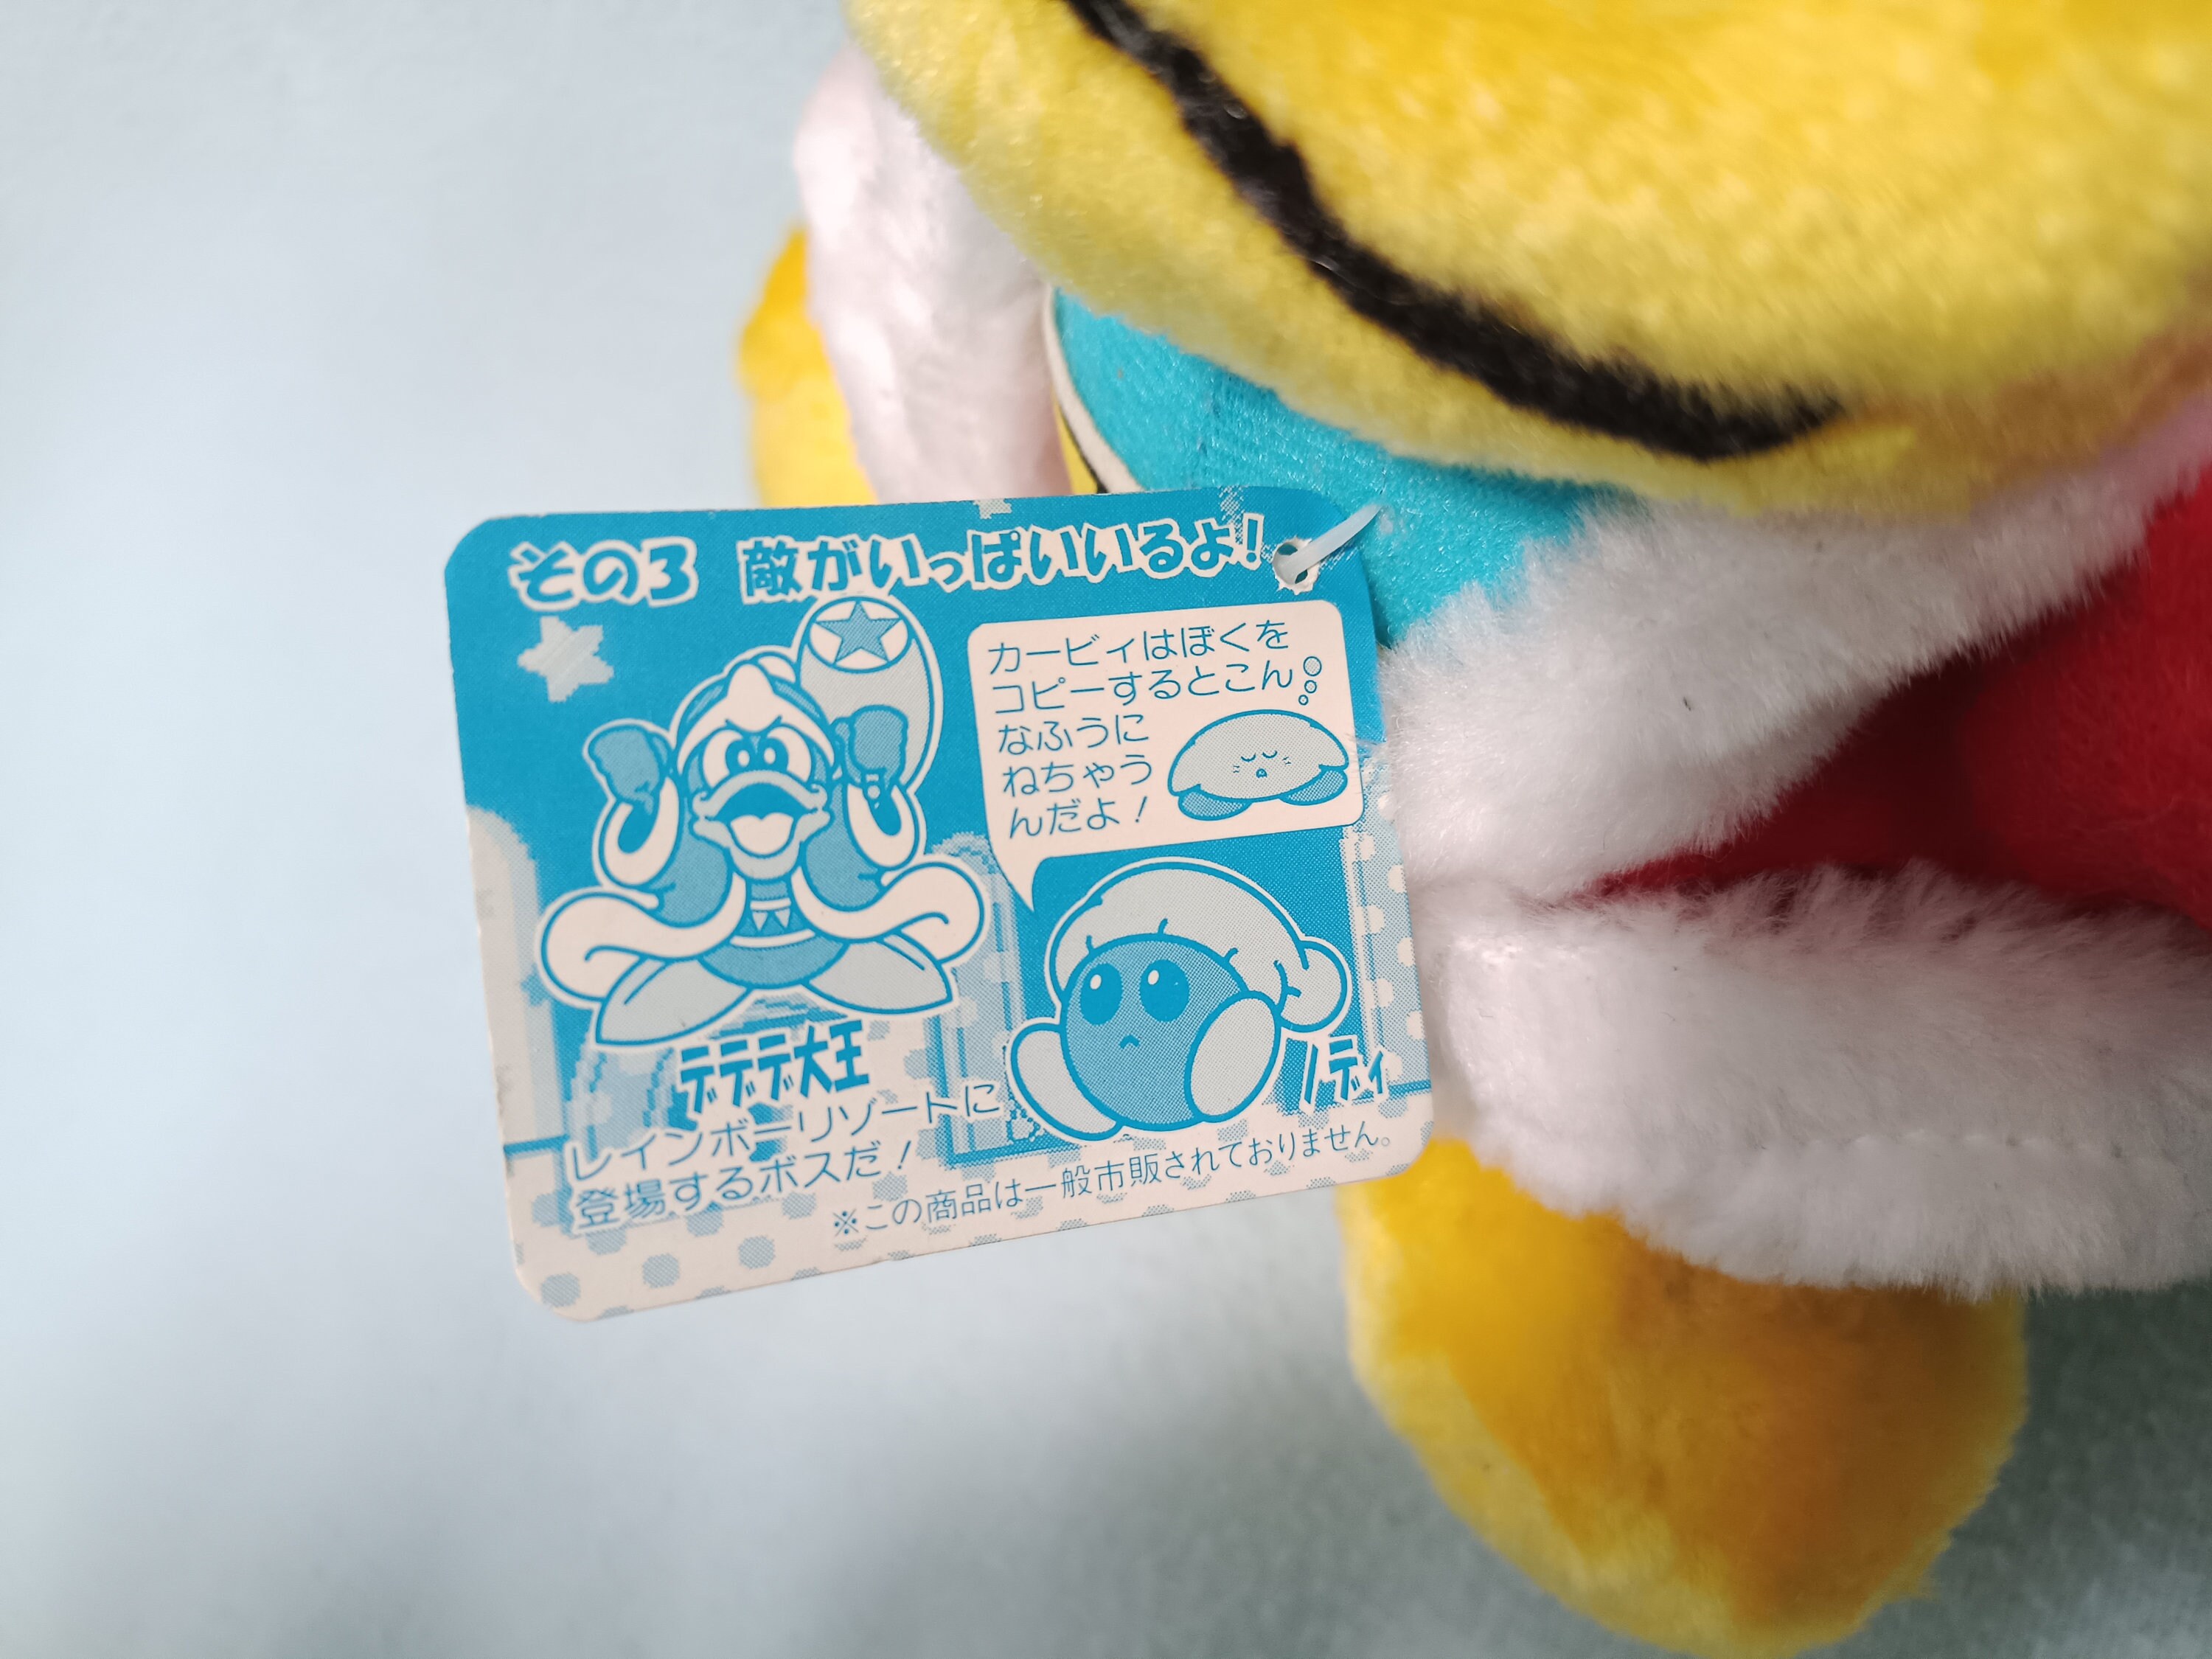 その3 敵がいっぱいいるよ!
カービィはぼくを
コピーするとこん
なふうに
ねちゃう
んだよ!
デデデ大王
レインボーリゾートに
登場するボスだ!
ノディ
※この商品は一般市販されておりません。